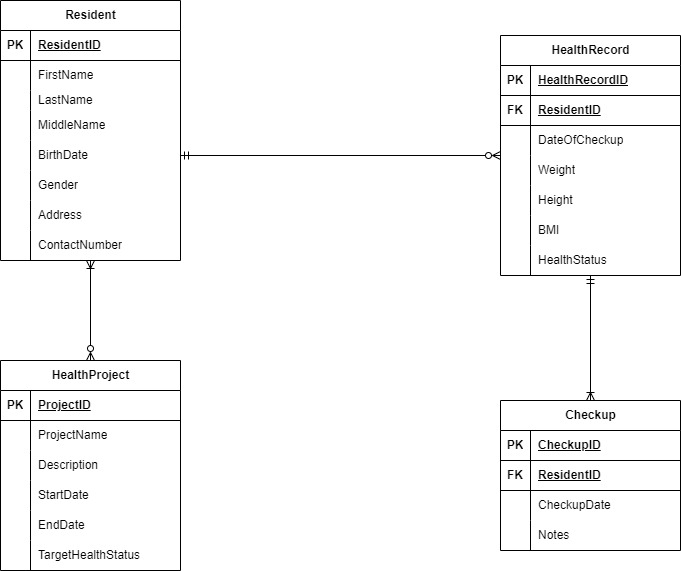 Resident
PK ResidentID
FirstName
LastName
MiddleName
BirthDate
Gender
Address
ContactNumber
HealthRecord
PK HealthRecordID
FK ResidentID
DateOfCheckup
Weight
Height
BMI
HealthStatus
HealthProject
PK ProjectID
ProjectName
Description
StartDate
EndDate
TargetHealthStatus
Checkup
PK CheckupID
FK ResidentID
CheckupDate
Notes